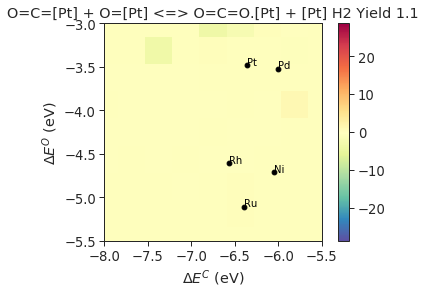 O=C=[Pt] + O=[Pt] <=> O=C=O.[Pt] + [Pt] H2 Yield 1.1
−3.0
−3.5
−4.0
−4.5
−5.0
−5.5
ΔE^O (eV)
Pt
Pd
Rh
Ni
Ru
−8.0 −7.5 −7.0 −6.5 −6.0 −5.5
ΔE^C (eV)
20
10
0
−10
−20